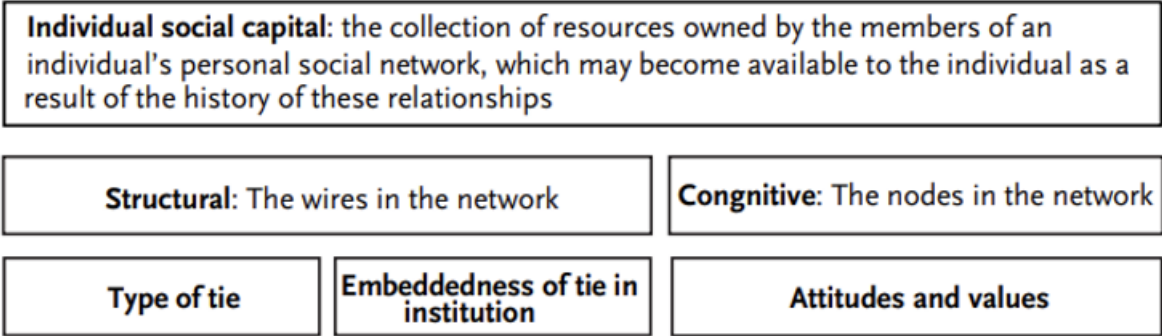 Individual social capital: the collection of resources owned by the members of an
individual's personal social network, which may become available to the individual as a
result of the history of these relationships
Structural: The wires in the network
Congnitive: The nodes in the network
Type of tie
Embeddedness of tie in
institution
Attitudes and values